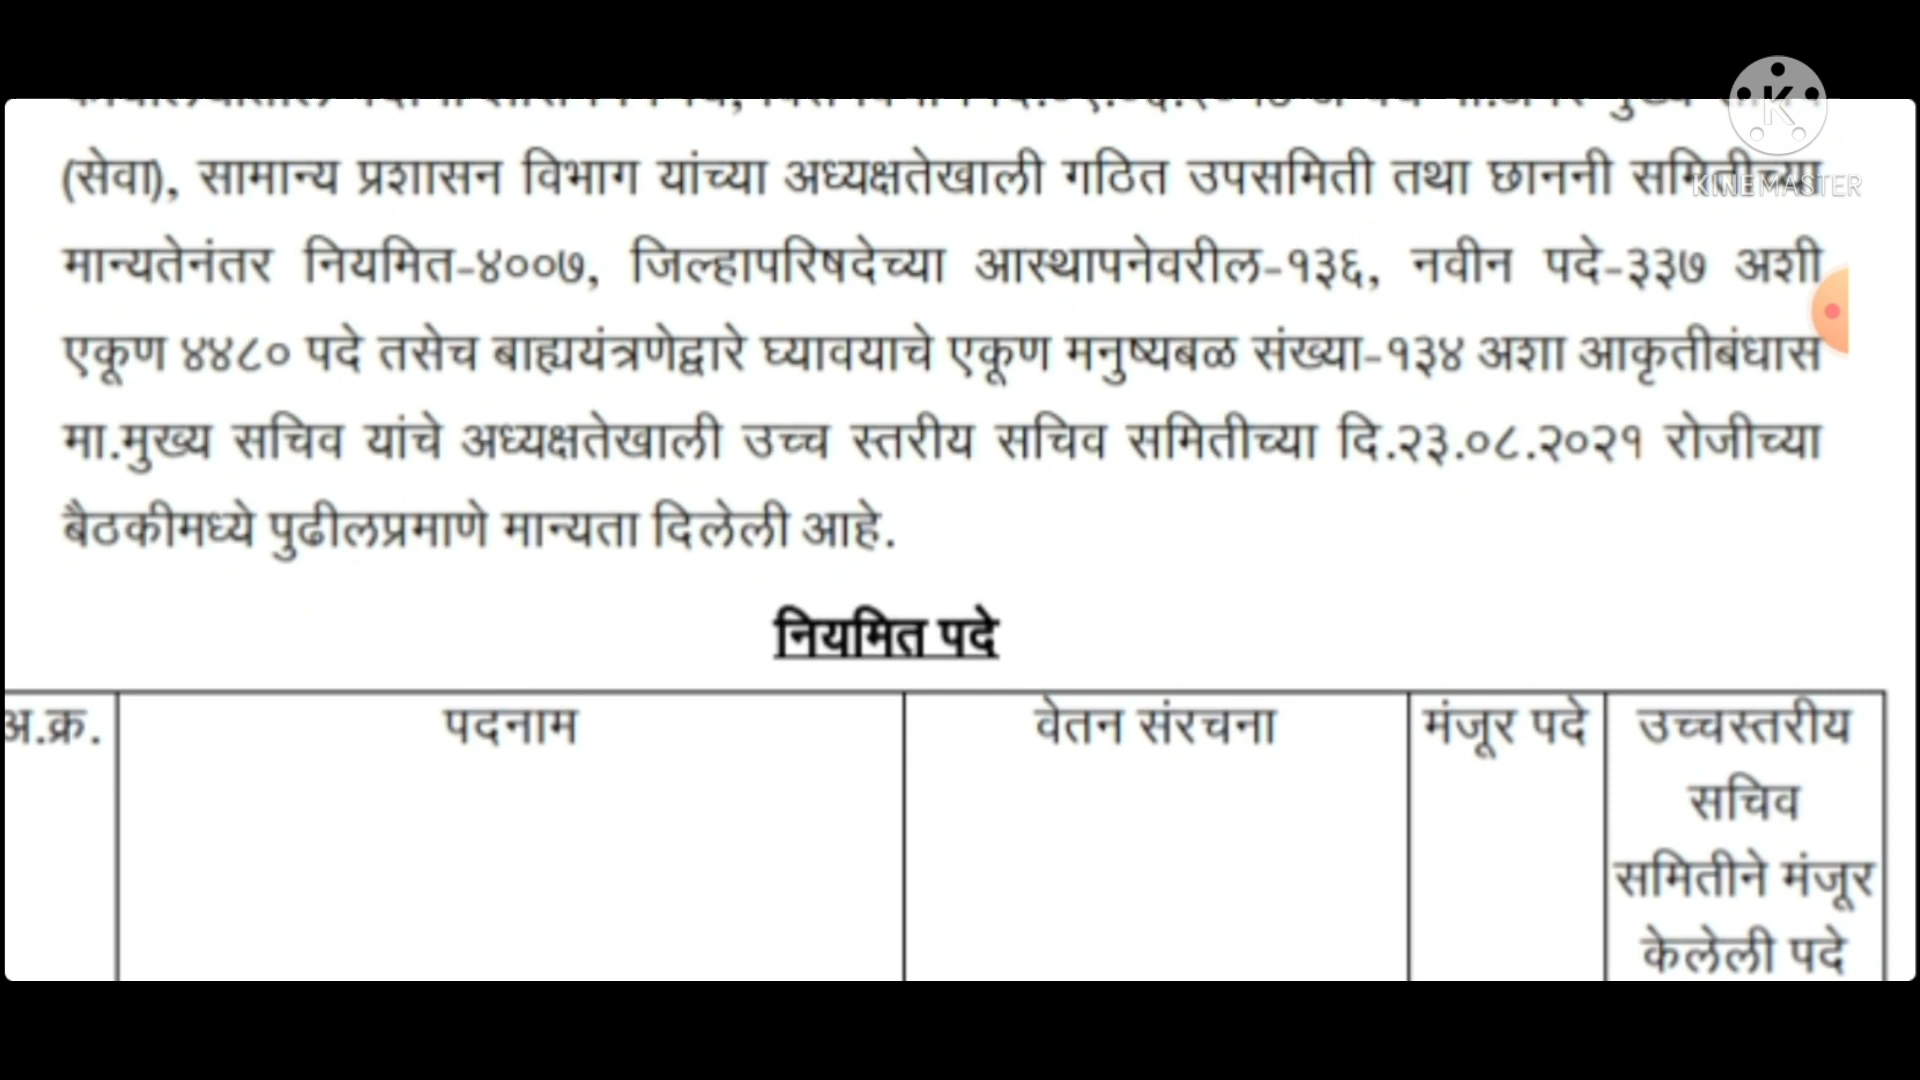 (सेवा), सामान्य प्रशासन विभाग यांच्या अध्यक्षतेखाली गठित उपसमिती तथा छाननी समितीच्या
मान्यतेनंतर नियमित-४००७, जिल्हापरिषदेच्या आस्थापनेवरील-१३६, नवीन पदे-३३७ अशी
एकूण ४४८० पदे तसेच बाह्ययंत्रणेद्वारे घ्यावयाचे एकूण मनुष्यबळ संख्या-१३४ अशा आकृतीबंधास
मा.मुख्य सचिव यांचे अध्यक्षतेखाली उच्च स्तरीय सचिव समितीच्या दि.२३.०८.२०२१ रोजीच्या
बैठकीमध्ये पुढीलप्रमाणे मान्यता दिलेली आहे.
नियमित पदे
अ.क्र. पदनाम वेतन संरचना मंजूर पदे उच्चस्तरीय
सचिव
समितीने मंजूर
केलेली पदे
K
KINEMASTER